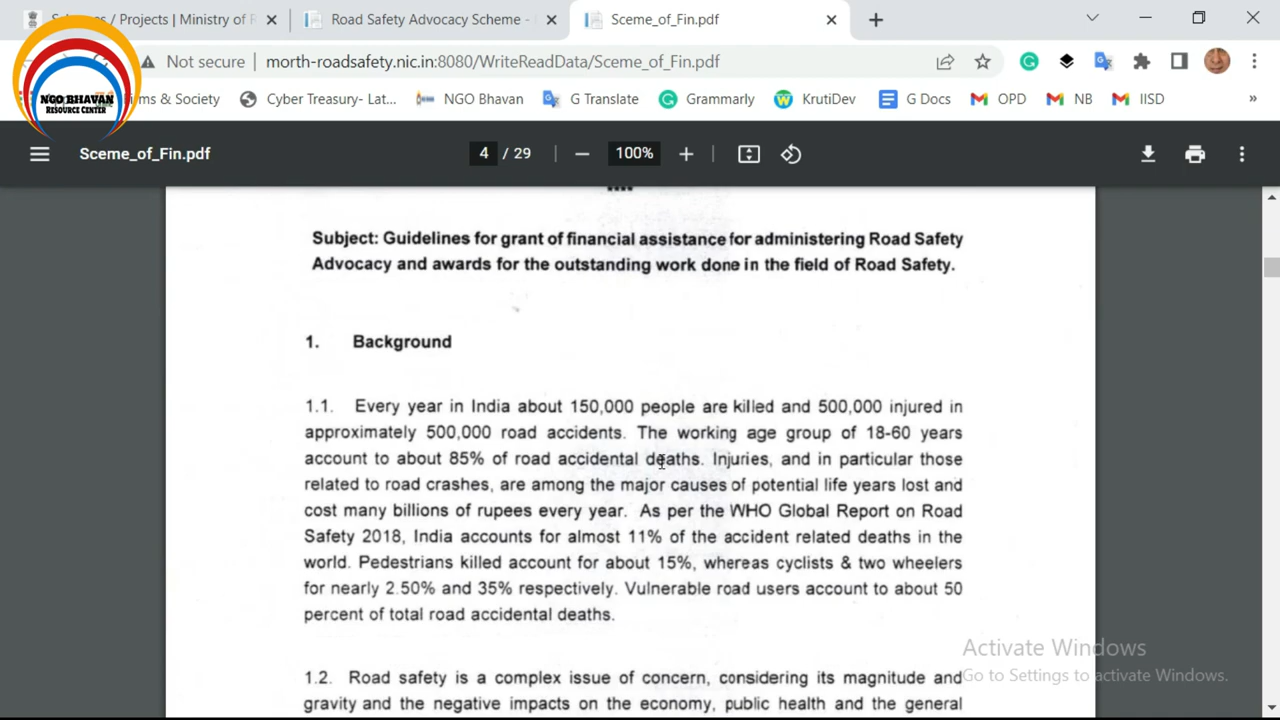 Schemes / Projects | Ministry of R
Road Safety Advocacy Scheme -
Sceme_of_Fin.pdf
Not secure
morth-roadsafety.nic.in:8080/WriteReadData/Sceme_of_Fin.pdf
NGO BHAVAN
RESOURCE CENTER
& Society
Cyber Treasury- Lat...
NGO Bhavan
G Translate
Grammarly
KrutiDev
G Docs
OPD
NB
IISD
»
Sceme_of_Fin.pdf
4 / 29
100%
****
Subject: Guidelines for grant of financial assistance for administering Road Safety
Advocacy and awards for the outstanding work done in the field of Road Safety.
1. Background
1.1. Every year in India about 150,000 people are killed and 500,000 injured in
approximately 500,000 road accidents. The working age group of 18-60 years
account to about 85% of road accidental deaths. Injuries, and in particular those
related to road crashes, are among the major causes of potential life years lost and
cost many billions of rupees every year. As per the WHO Global Report on Road
Safety 2018, India accounts for almost 11% of the accident related deaths in the
world. Pedestrians killed account for about 15%, whereas cyclists & two wheelers
for nearly 2.50% and 35% respectively. Vulnerable road users account to about 50
percent of total road accidental deaths.
1.2. Road safety is a complex issue of concern, considering its magnitude and
gravity and the negative impacts on the economy, public health and the general
Activate Windows
Go to Settings to activate Windows.